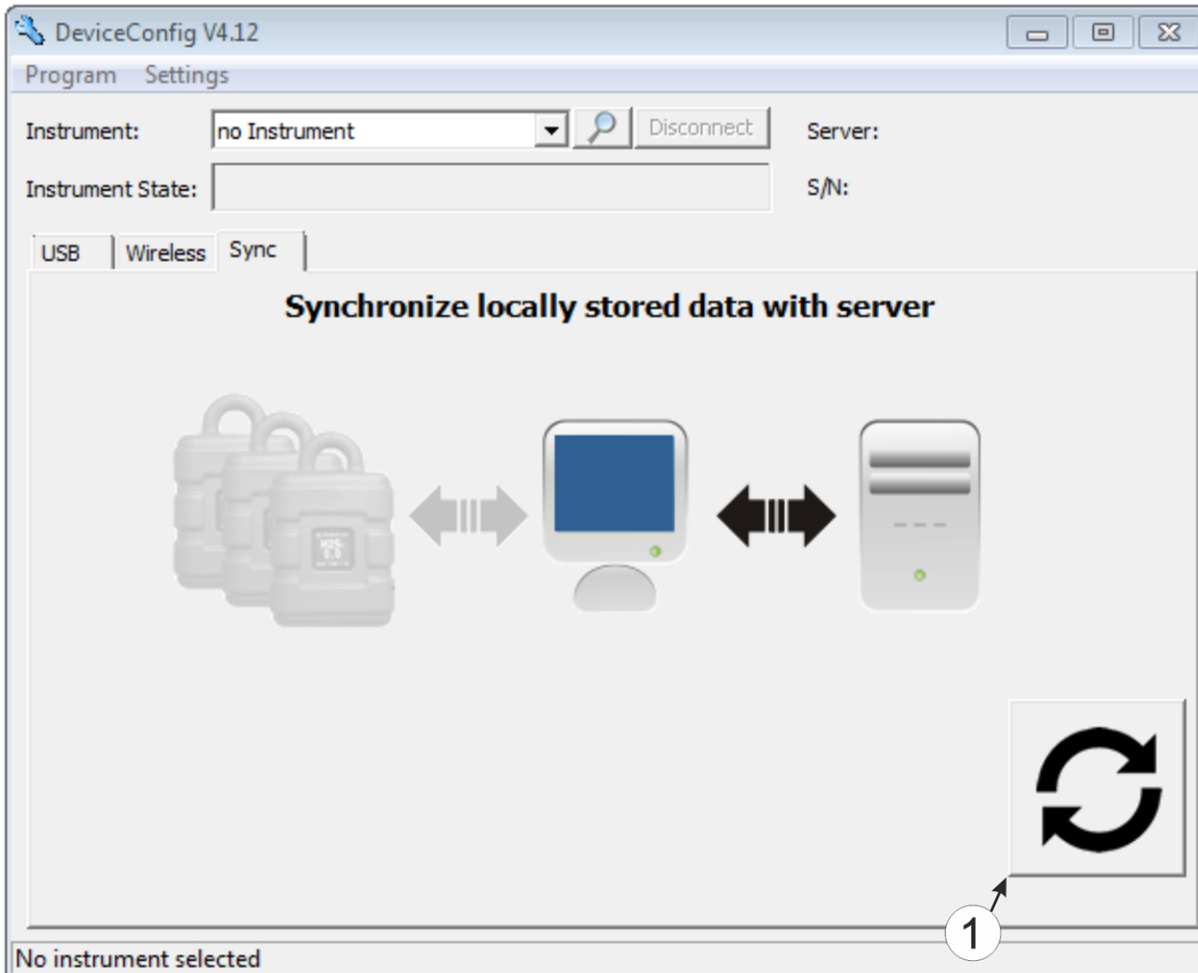 DeviceConfig V4.12
Program Settings
Instrument: no Instrument Disconnect Server:
Instrument State: S/N:
USB Wireless Sync
Synchronize locally stored data with server
1
No instrument selected